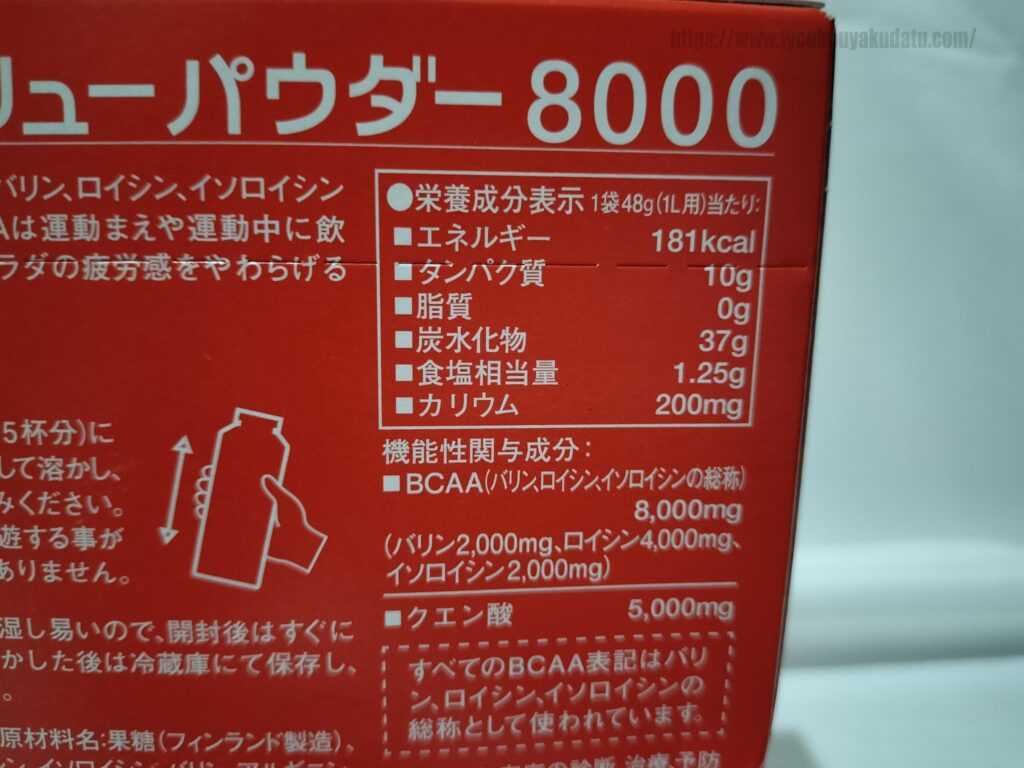 https://www.jyouhouyakudatu.com/
リューパウダー 8000
バリン、ロイシン、イソロイシン
Aは運動まえや運動中に飲
ラダの疲労感をやわらげる
●栄養成分表示 1袋48g(1L用)当たり:
■エネルギー 181kcal
■タンパク質 10g
■脂質 0g
■炭水化物 37g
■食塩相当量 1.25g
■カリウム 200mg
機能性関与成分:
■BCAA(バリン、ロイシン、イソロイシンの総称)
8,000mg
(バリン2,000mg、ロイシン4,000mg、
イソロイシン2,000mg)
■クエン酸 5,000mg
すべてのBCAA表記はバリ
ン、ロイシン、イソロイシンの
総称として使われています。
5杯分)に
して溶かし、
みください。
遊する事が
ありません。
湿し易いので、開封後はすぐに
かした後は冷蔵庫にて保存し、
。
原材料名:果糖(フィンランド製造)、